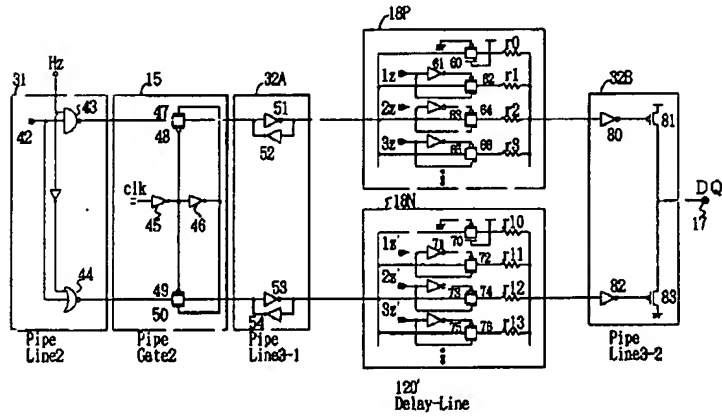 18P
31
Hz
15
32A
32B
43
42
47
48
51
52
clk
45
46
44
49
50
53
54
60
r0
1z
61
62
r1
2z
63
64
r2
3z
66
r3
80
81
DQ
17
r18N
70
r10
1z'
71
72
r11
2z'
73
74
r12
3z'
75
76
r13
82
83
Pipe
Line2
Pipe
Gate2
Pipe
Line3-1
Pipe
Line3-2
120'
Delay-Line